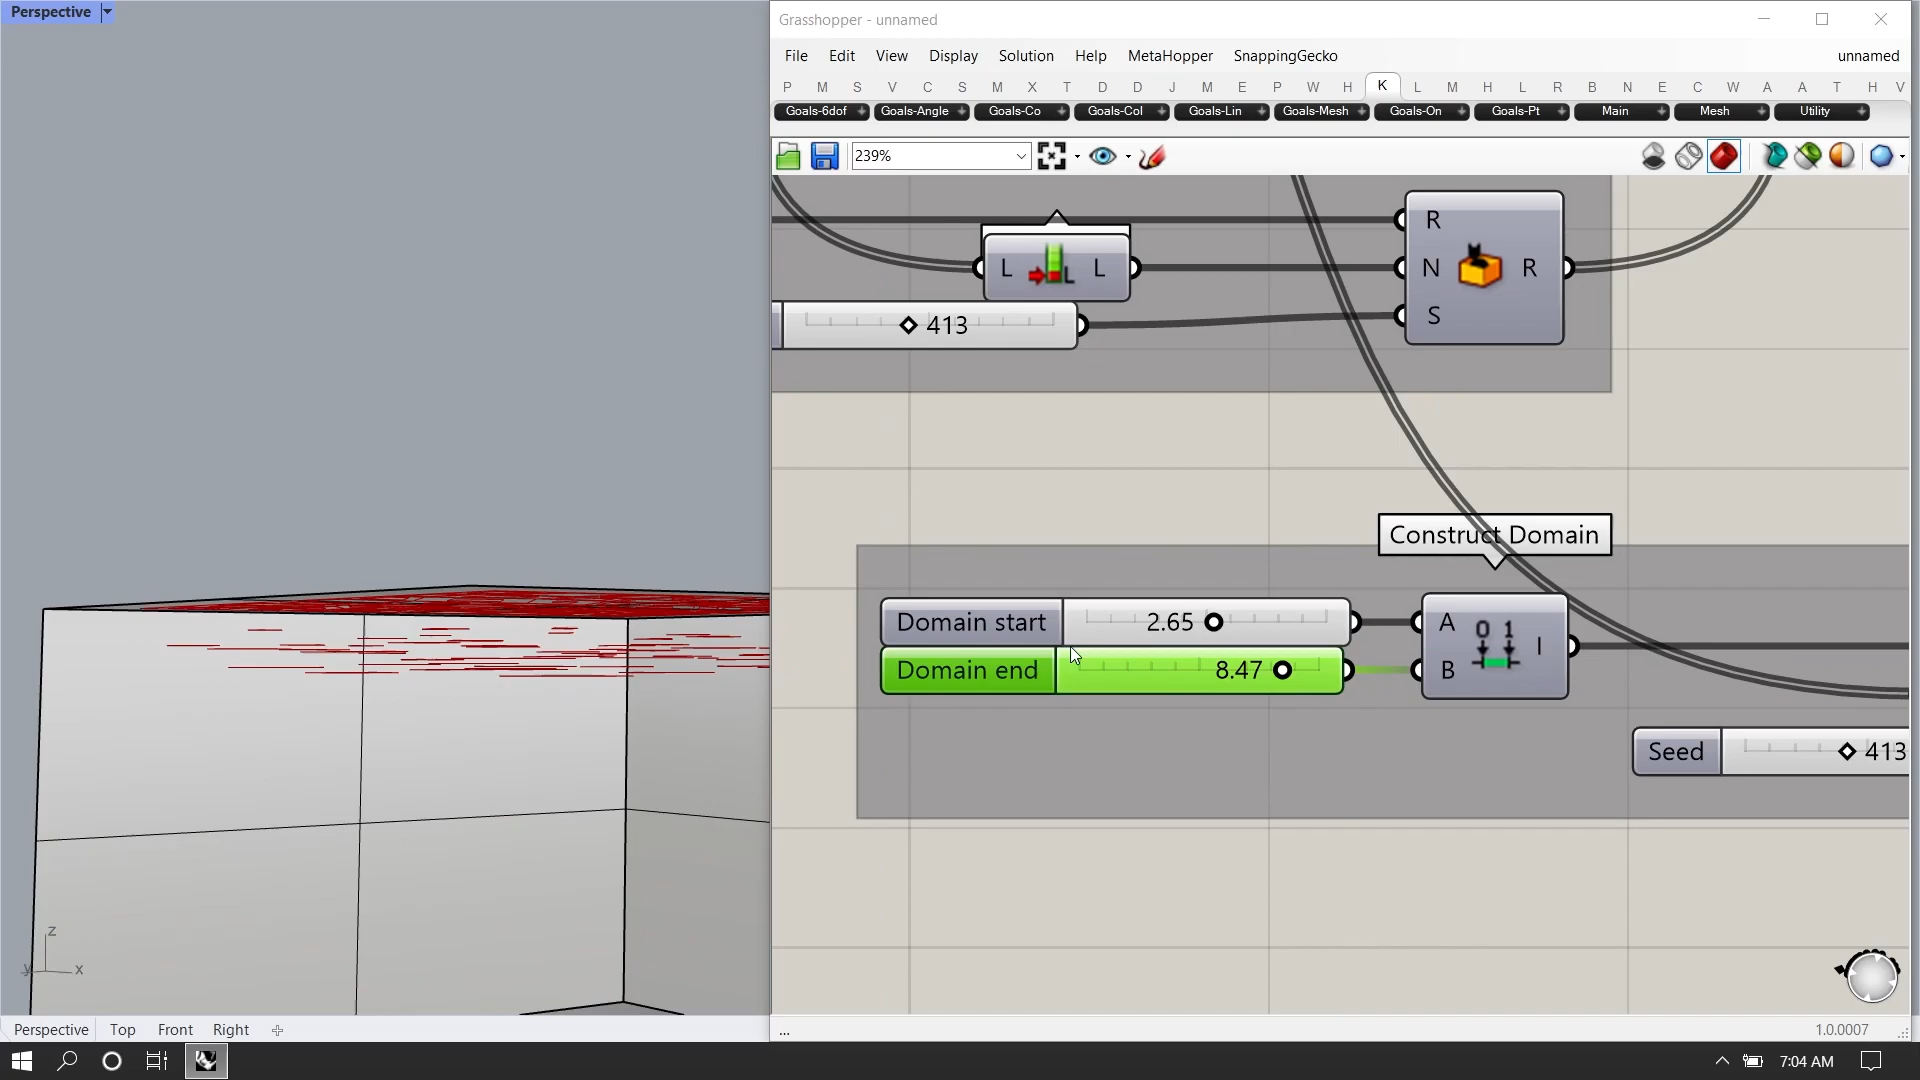 Perspective
Grasshopper - unnamed
File Edit View Display Solution Help MetaHopper SnappingGecko unnamed
P M S V C S M X T D D J M E P W H K L M H L R B N C W A A T H V
Goals-6dof Goals-Angle Goals-Co Goals-Col Goals-Lin Goals-Mesh Goals-On Goals-Pt Main Mesh Utility
239%
R
L L L
N R
413
S
Construct Domain
Domain start 2.65
A 0 1 I
Domain end 8.47
B
Seed 413
z
y x
Perspective Top Front Right
... 1.0.0007
7:04 AM